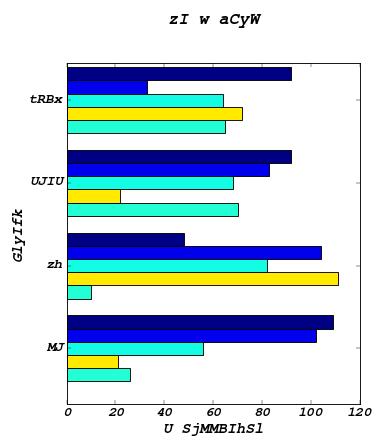 zI w aCyW
tRBx
UJIU
zh
MJ
GlyIfk
0 20 40 60 80 100 120
U SjMMBIhSl